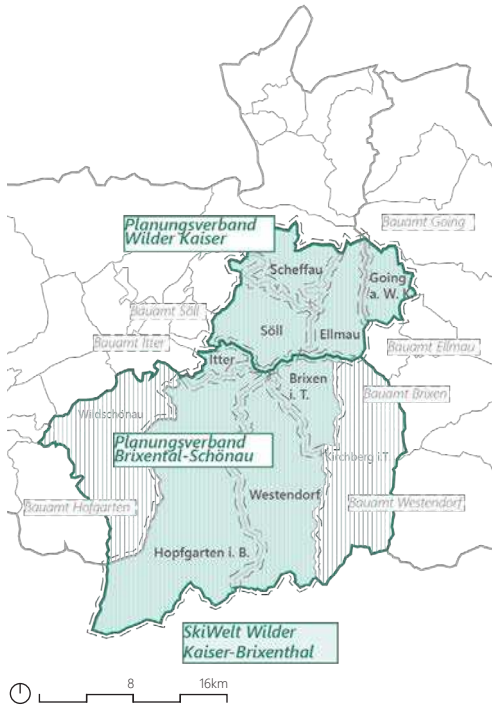 Bauamt Going
Planungsverband
Wilder Kaiser
Scheffau
Going
a. W. K
Bauamt Söll
Söll
Ellmau
Bauamt Itter
Bauamt Ellmau
Itter
Brixen
i. T.
Bauamt Brixen
Wildschönau
Planungsverband
Brixental-Schönau
Kirchberg i.T.
Westendorf
Bauamt Hofgarten
Bauamt Westendorf
Hopfgarten i. B.
SkiWelt Wilder
Kaiser-Brixenthal
8 16km